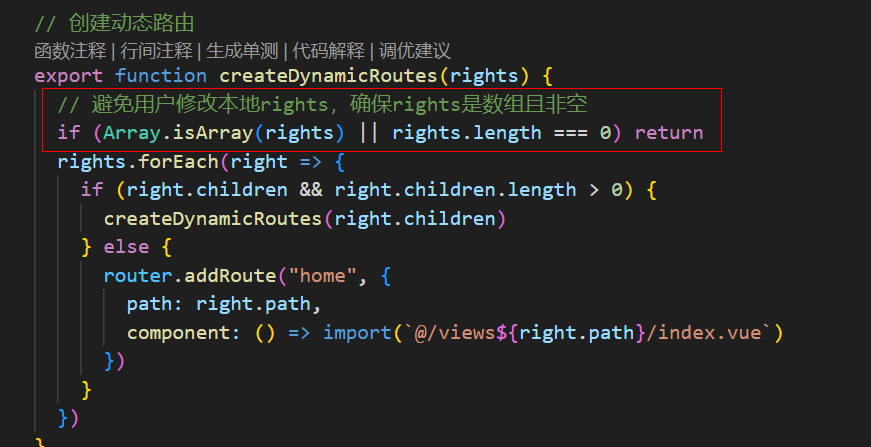 // 创建动态路由
函数注释 | 行间注释 | 生成单测 | 代码解释 | 调优建议
export function createDynamicRoutes(rights) {
  // 避免用户修改本地rights，确保rights是数组且非空
  if (Array.isArray(rights) || rights.length === 0) return
  rights.forEach(right => {
    if (right.children && right.children.length > 0) {
      createDynamicRoutes(right.children)
    } else {
      router.addRoute("home", {
        path: right.path,
        component: () => import(`@/views${right.path}/index.vue`)
      })
    }
  })
}